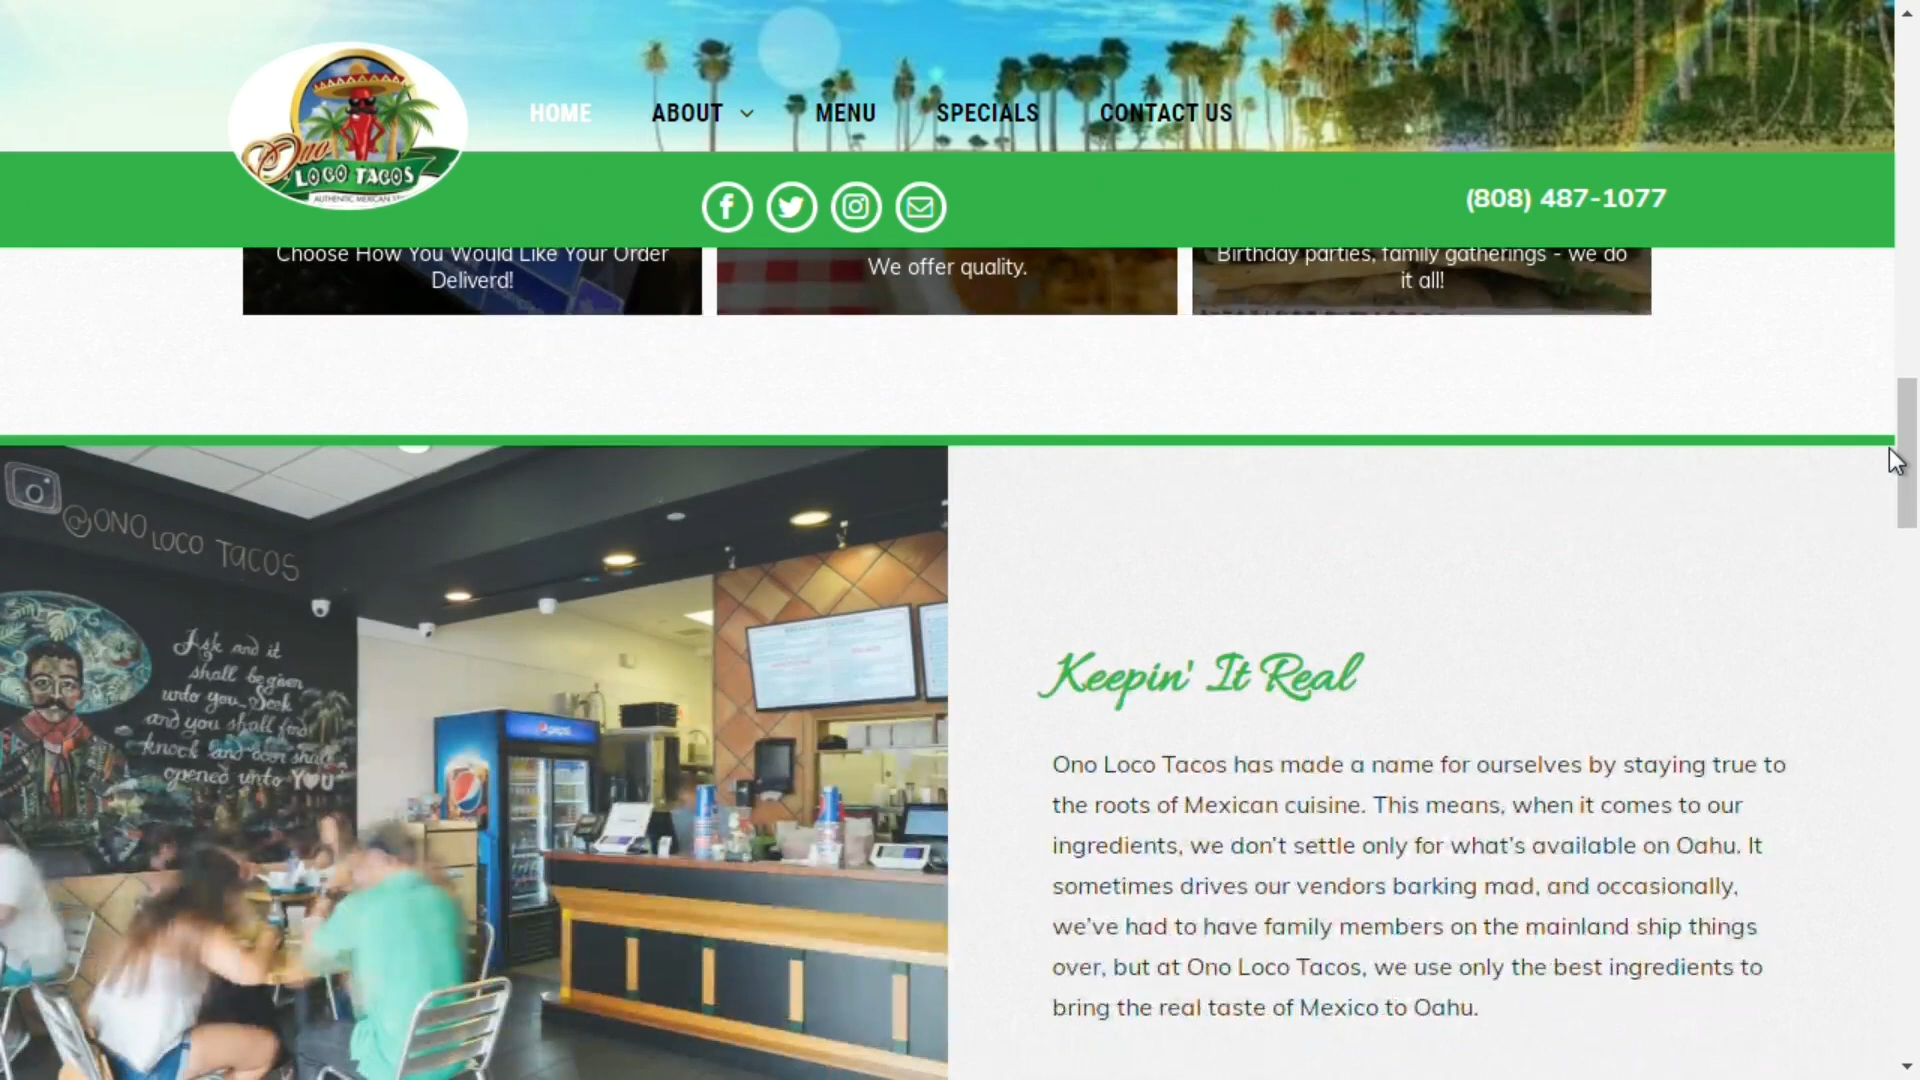 Ono
LOCO TACOS
HOME ABOUT MENU SPECIALS CONTACT US
(808) 487-1077
Choose How You Would Like Your Order
Deliverd!
We offer quality.
Birthday parties, family gatherings - we do
it all!
@ONO LOCO TACOS
Ask and it
shall be given
unto you Seek
and you shall find
knock and door shall
opened unto YOU
pepsi
Keepin' It Real
Ono Loco Tacos has made a name for ourselves by staying true to
the roots of Mexican cuisine. This means, when it comes to our
ingredients, we don't settle only for what's available on Oahu. It
sometimes drives our vendors barking mad, and occasionally,
we've had to have family members on the mainland ship things
over, but at Ono Loco Tacos, we use only the best ingredients to
bring the real taste of Mexico to Oahu.